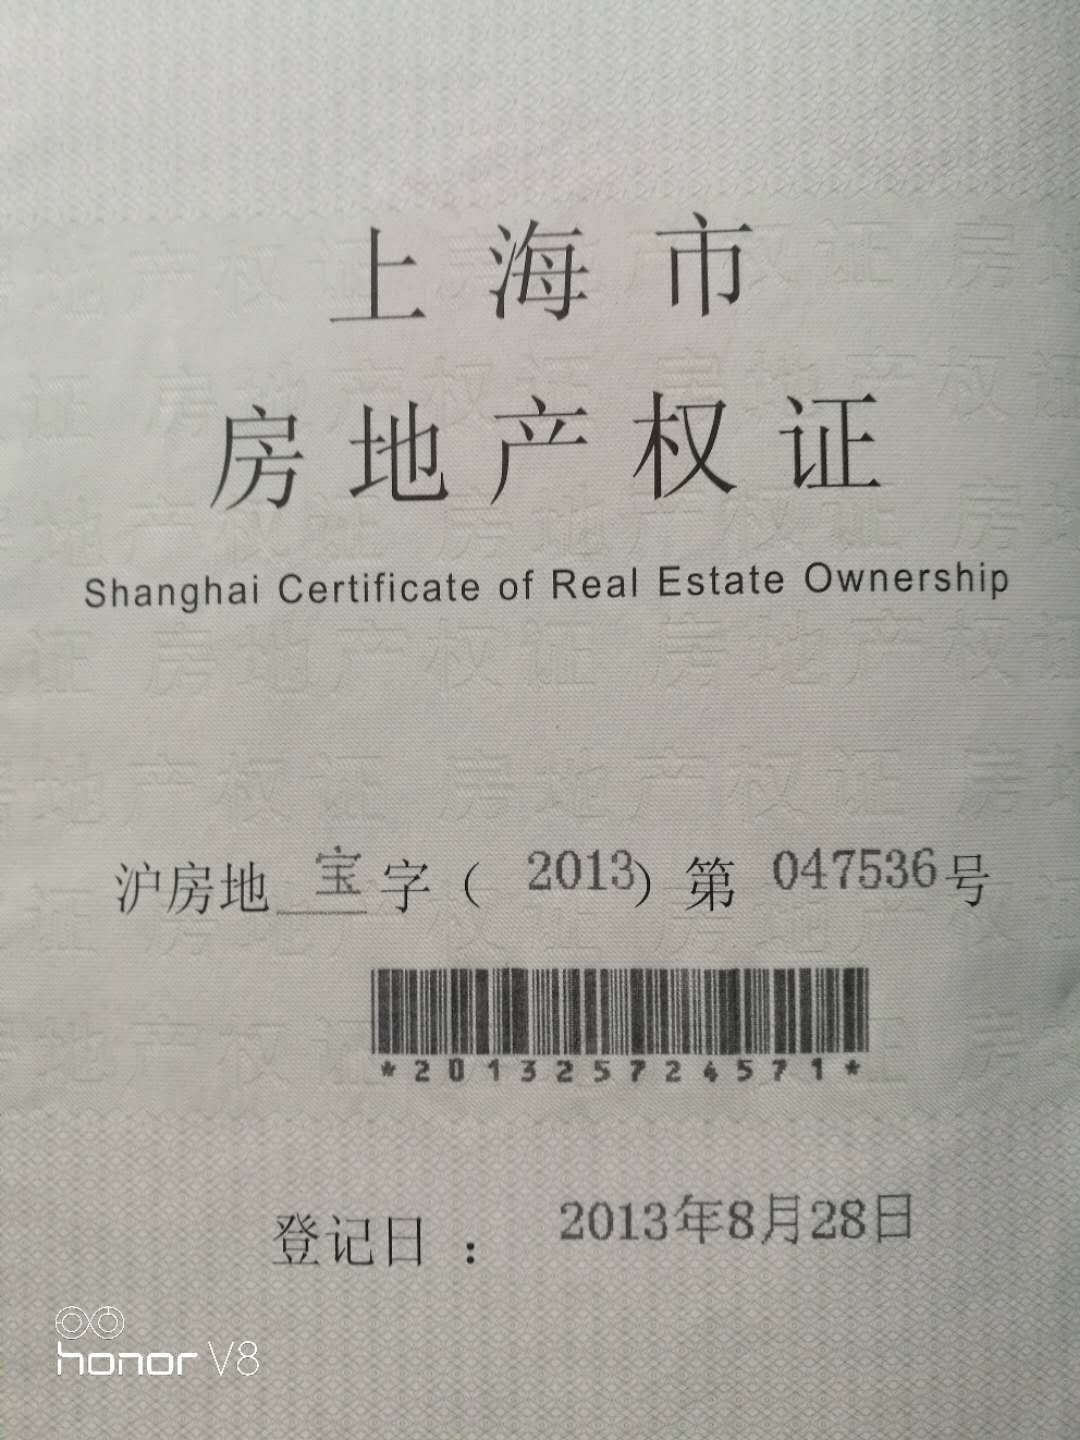 上海市
房地产权证
Shanghai Certificate of Real Estate Ownership
沪房地 宝 字（ 2013）第 047536号
*201325724571*
登记日： 2013年8月28日
honor V8